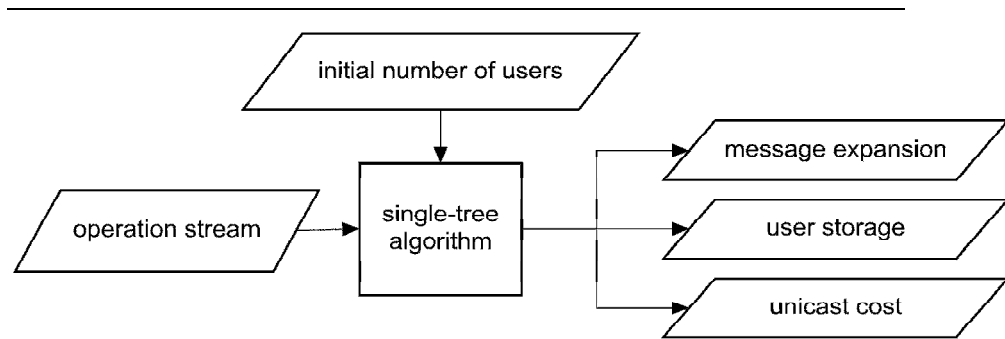 initial number of users
message expansion
operation stream
single-tree
algorithm
user storage
unicast cost